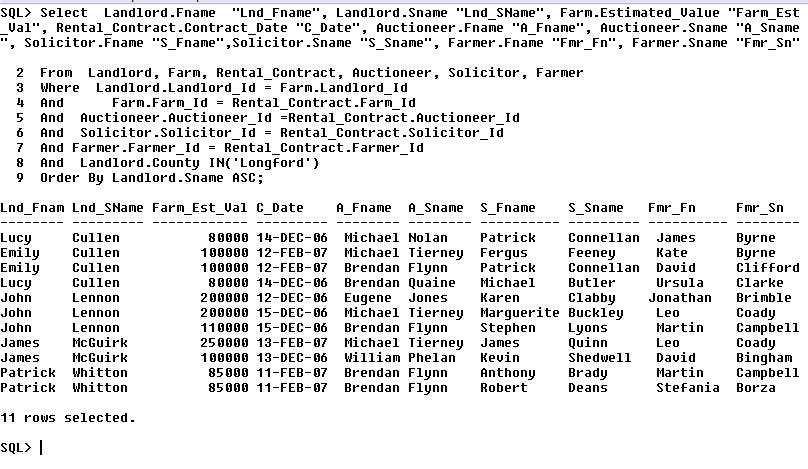 SQL> Select  Landlord.Fname  "Lnd_Fname", Landlord.Sname "Lnd_SName", Farm.Estimated_Value "Farm_Est
_Val", Rental_Contract.Contract_Date "C_Date", Auctioneer.Fname "A_Fname", Auctioneer.Sname "A_Sname
", Solicitor.Fname "S_Fname",Solicitor.Sname "S_Sname", Farmer.Fname "Fmr_Fn", Farmer.Sname "Fmr_Sn"
2  From  Landlord, Farm, Rental_Contract, Auctioneer, Solicitor, Farmer
3  Where  Landlord.Landlord_Id = Farm.Landlord_Id
4  And      Farm.Farm_Id = Rental_Contract.Farm_Id
5  And  Auctioneer.Auctioneer_Id =Rental_Contract.Auctioneer_Id
6  And  Solicitor.Solicitor_Id = Rental_Contract.Solicitor_Id
7  And Farmer.Farmer_Id = Rental_Contract.Farmer_Id
8  And  Landlord.County IN('Longford')
9  Order By Landlord.Sname ASC;
Lnd_Fnam Lnd_SName Farm_Est_Val C_Date    A_Fname  A_Sname  S_Fname    S_Sname   Fmr_Fn    Fmr_Sn
-------- --------- ------------ --------- -------- -------- ---------- --------- --------- --------
Lucy     Cullen           80000 14-DEC-06 Michael  Nolan    Patrick    Connellan James     Byrne
Emily    Cullen          100000 12-FEB-07 Michael  Tierney  Fergus     Feeney    Kate      Byrne
Emily    Cullen          100000 12-FEB-07 Brendan  Flynn    Patrick    Connellan David     Clifford
Lucy     Cullen           80000 14-DEC-06 Brendan  Quaine   Michael    Butler    Ursula    Clarke
John     Lennon          200000 12-DEC-06 Eugene   Jones    Karen      Clabby    Jonathan  Brimble
John     Lennon          200000 15-DEC-06 Michael  Tierney  Marguerite Buckley   Leo       Coady
John     Lennon          110000 15-DEC-06 Brendan  Flynn    Stephen    Lyons     Martin    Campbell
James    McGuirk         250000 13-FEB-07 Michael  Tierney  James      Quinn     Leo       Coady
James    McGuirk         100000 13-DEC-06 William  Phelan   Kevin      Shedwell  David     Bingham
Patrick  Whitton          85000 11-FEB-07 Brendan  Flynn    Anthony    Brady     Martin    Campbell
Patrick  Whitton          85000 11-FEB-07 Brendan  Flynn    Robert     Deans     Stefania  Borza
11 rows selected.
SQL>